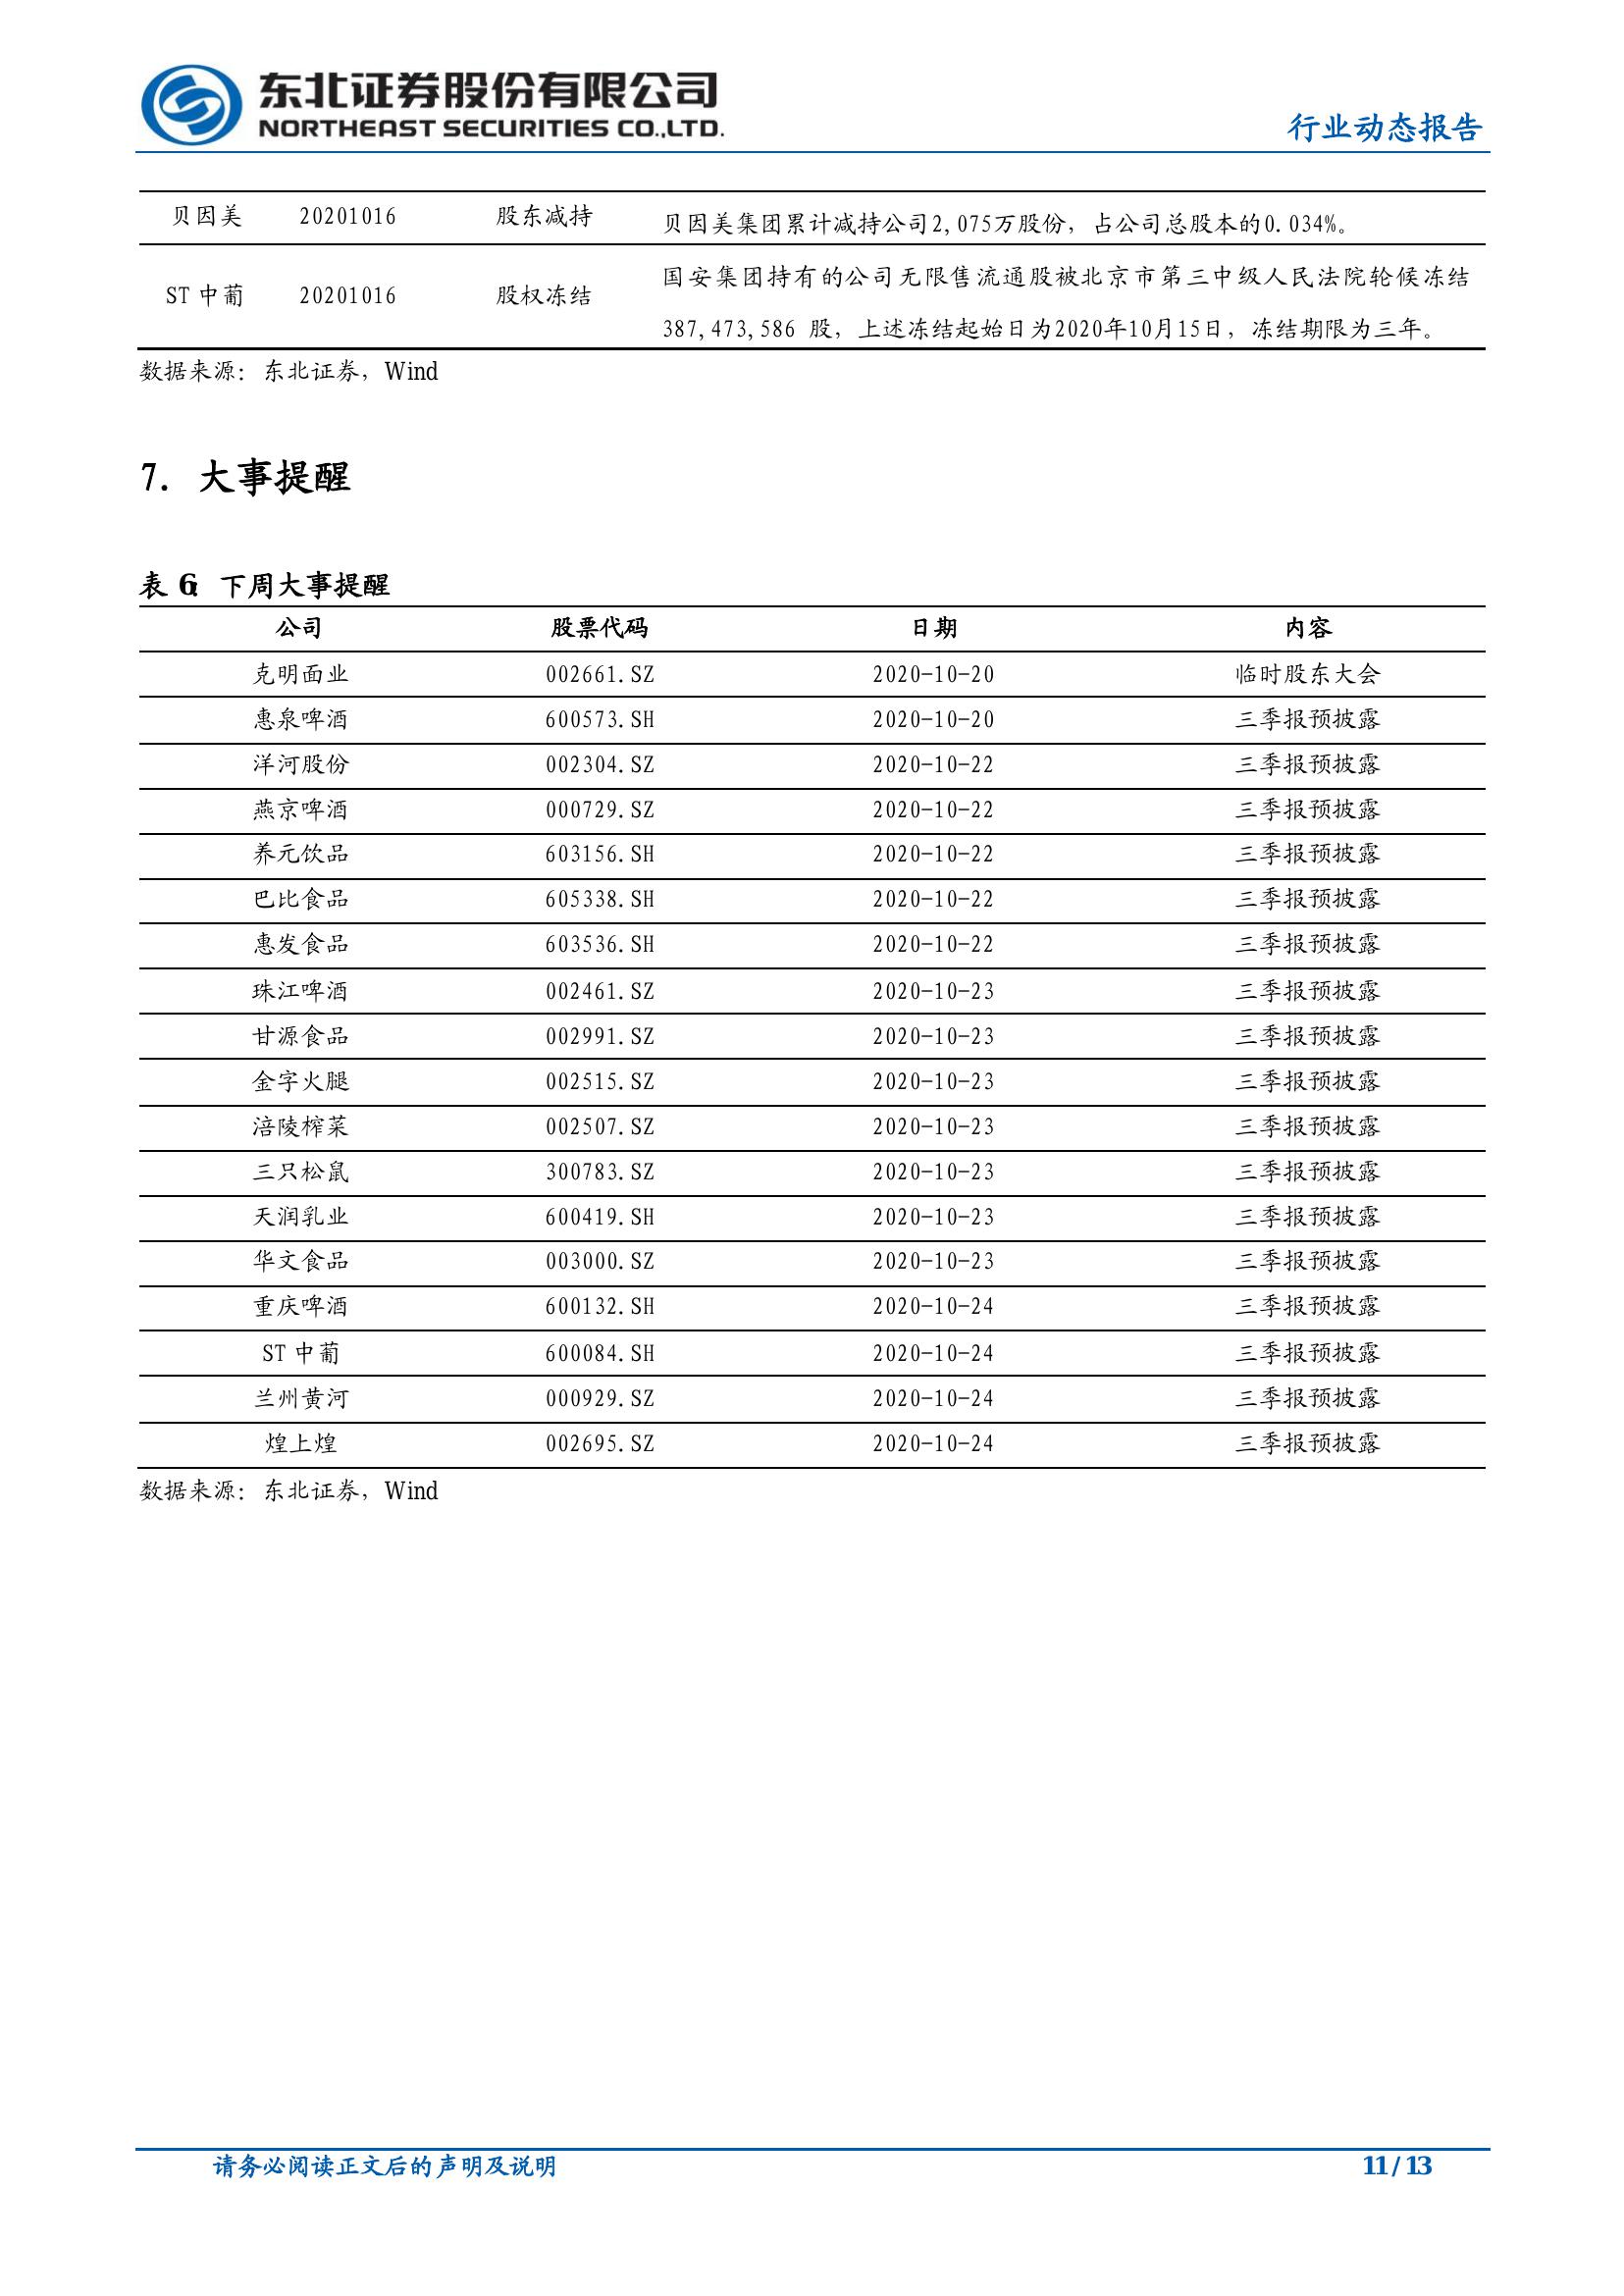 东北证券股份有限公司
NORTHEAST SECURITIES CO.,LTD.
行业动态报告
贝因美 20201016 股东减持 贝因美集团累计减持公司2,075万股份，占公司总股本的0.034%。
ST 中葡 20201016 股权冻结 国安集团持有的公司无限售流通股被北京市第三中级人民法院轮候冻结
387,473,586 股，上述冻结起始日为2020年10月15日，冻结期限为三年。
数据来源：东北证券，Wind
7. 大事提醒
表 6: 下周大事提醒
公司 股票代码 日期 内容
克明面业 002661.SZ 2020-10-20 临时股东大会
惠泉啤酒 600573.SH 2020-10-20 三季报预披露
洋河股份 002304.SZ 2020-10-22 三季报预披露
燕京啤酒 000729.SZ 2020-10-22 三季报预披露
养元饮品 603156.SH 2020-10-22 三季报预披露
巴比食品 605338.SH 2020-10-22 三季报预披露
惠发食品 603536.SH 2020-10-22 三季报预披露
珠江啤酒 002461.SZ 2020-10-23 三季报预披露
甘源食品 002991.SZ 2020-10-23 三季报预披露
金字火腿 002515.SZ 2020-10-23 三季报预披露
涪陵榨菜 002507.SZ 2020-10-23 三季报预披露
三只松鼠 300783.SZ 2020-10-23 三季报预披露
天润乳业 600419.SH 2020-10-23 三季报预披露
华文食品 003000.SZ 2020-10-23 三季报预披露
重庆啤酒 600132.SH 2020-10-24 三季报预披露
ST 中葡 600084.SH 2020-10-24 三季报预披露
兰州黄河 000929.SZ 2020-10-24 三季报预披露
煌上煌 002695.SZ 2020-10-24 三季报预披露
数据来源：东北证券，Wind
请务必阅读正文后的声明及说明 11 / 13